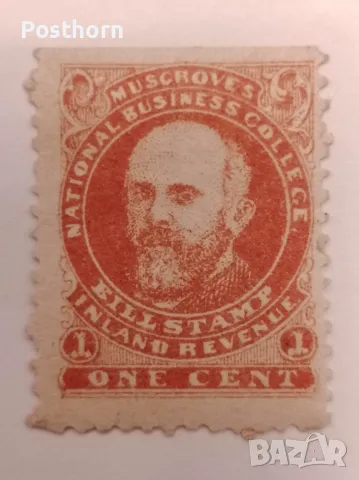 Posthorn
MUSGROVE'S
NATIONAL BUSINESS COLLEGE.
BILL STAMP
INLAND REVENUE
1 1
ONE CENT
BAZAR